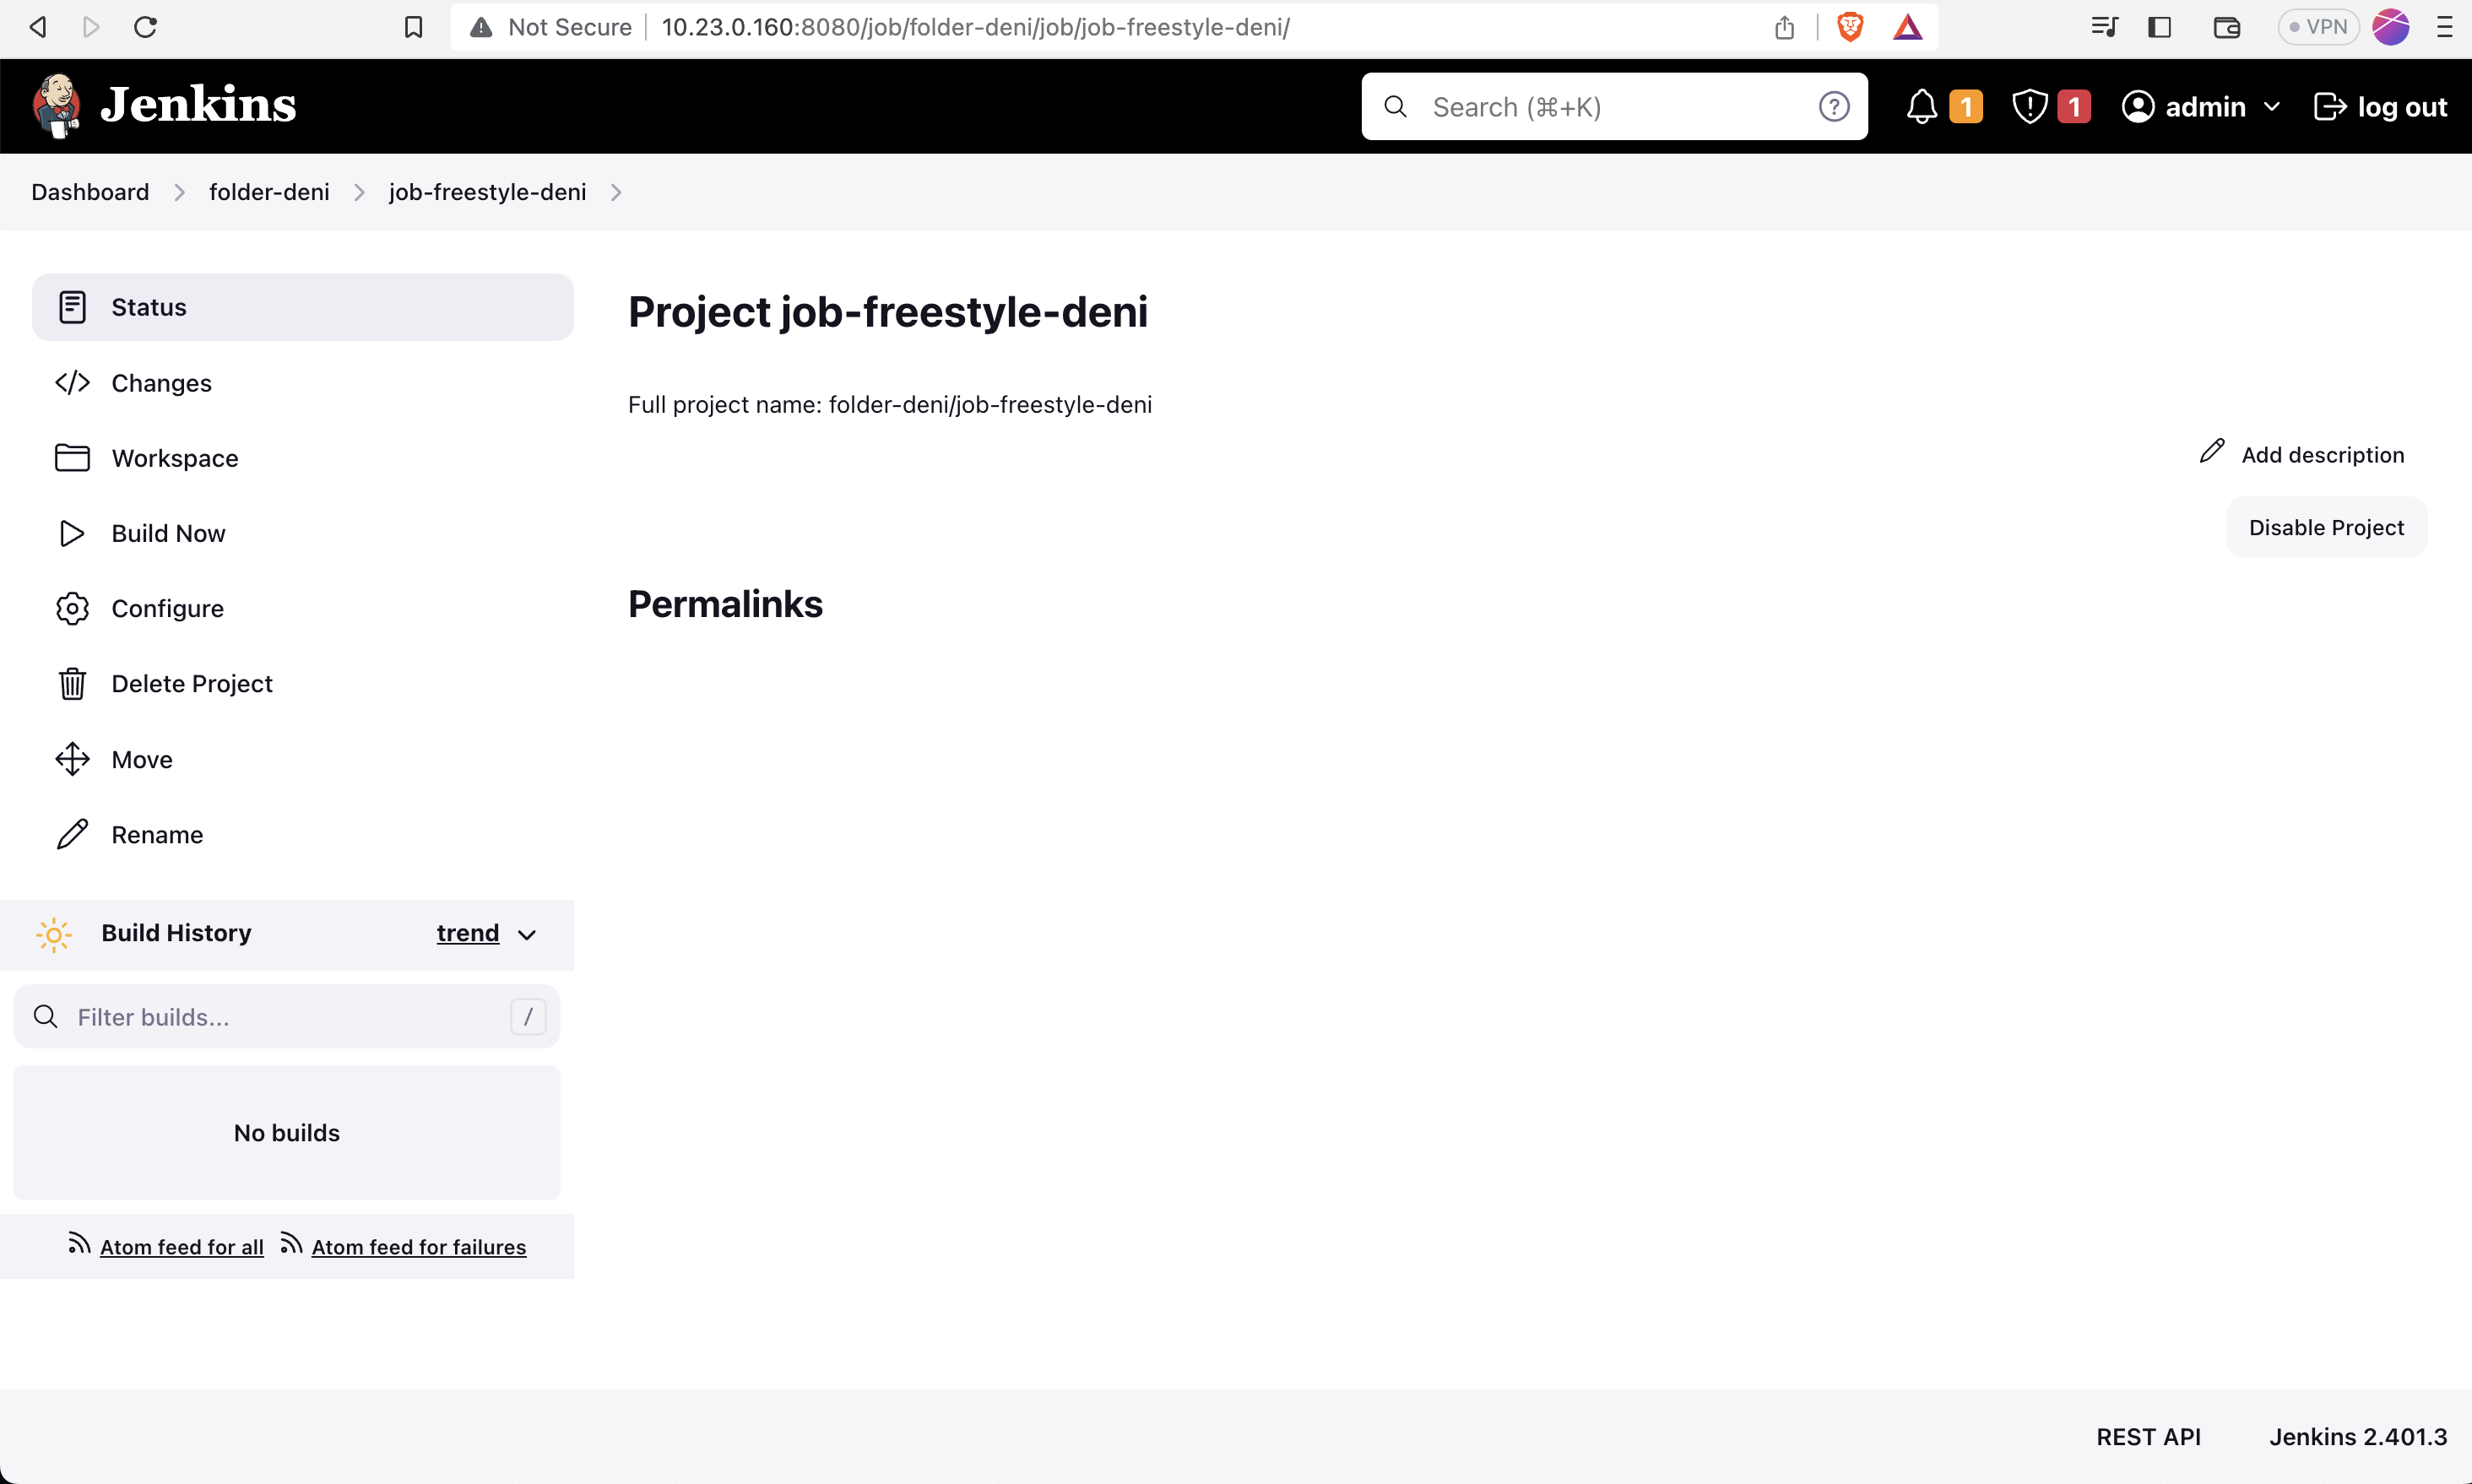 Not Secure 10.23.0.160:8080/job/folder-deni/job/job-freestyle-deni/
VPN
Jenkins
Search (⌘+K)
?
1
1
admin
log out
Dashboard
folder-deni
job-freestyle-deni
Status
Changes
Workspace
Build Now
Configure
Delete Project
Move
Rename
Build History
trend
Filter builds...
/
No builds
Atom feed for all
Atom feed for failures
Project job-freestyle-deni
Full project name: folder-deni/job-freestyle-deni
Add description
Disable Project
Permalinks
REST API
Jenkins 2.401.3